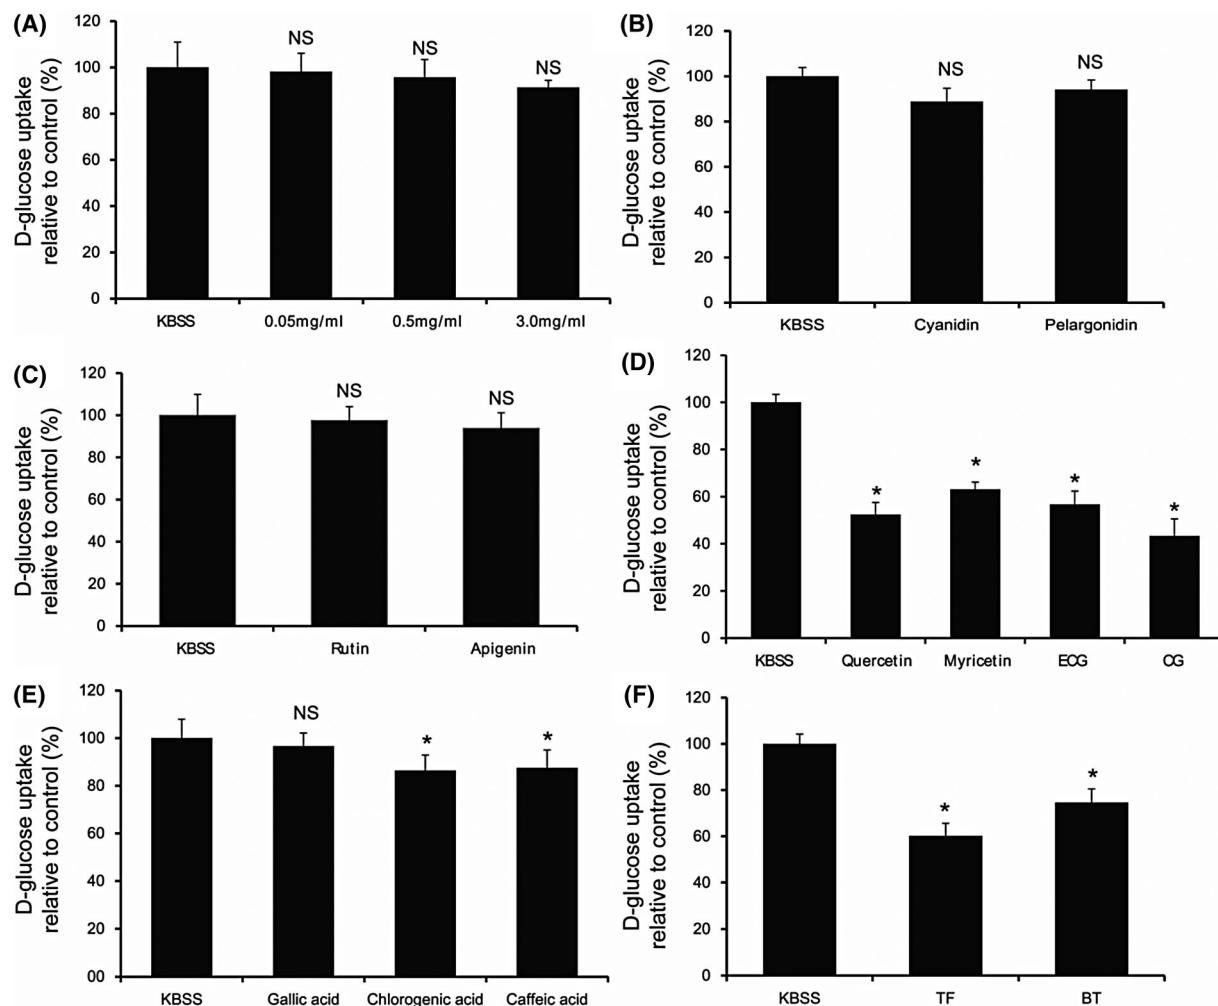 (A)
D-glucose uptake
relative to control (%)
120
100
80
60
40
20
0
NS
NS
NS
KBSS
0.05mg/ml
0.5mg/ml
3.0mg/ml
(B)
D-glucose uptake
relative to control (%)
120
100
80
60
40
20
0
NS
NS
KBSS
Cyanidin
Pelargonidin
(C)
D-glucose uptake
relative to control (%)
120
100
80
60
40
20
0
NS
NS
KBSS
Rutin
Apigenin
(D)
D-glucose uptake
relative to control (%)
120
100
80
60
40
20
0
*
*
*
*
KBSS
Quercetin
Myricetin
ECG
CG
(E)
D-glucose uptake
relative to control (%)
120
100
80
60
40
20
00
NS
*
*
KBSS
Gallic acid
Chlorogenic acid
Caffeic acid
(F)
D-glucose uptake
relative to control (%)
120
100
80
60
40
20
0
*
*
KBSS
TF
BT